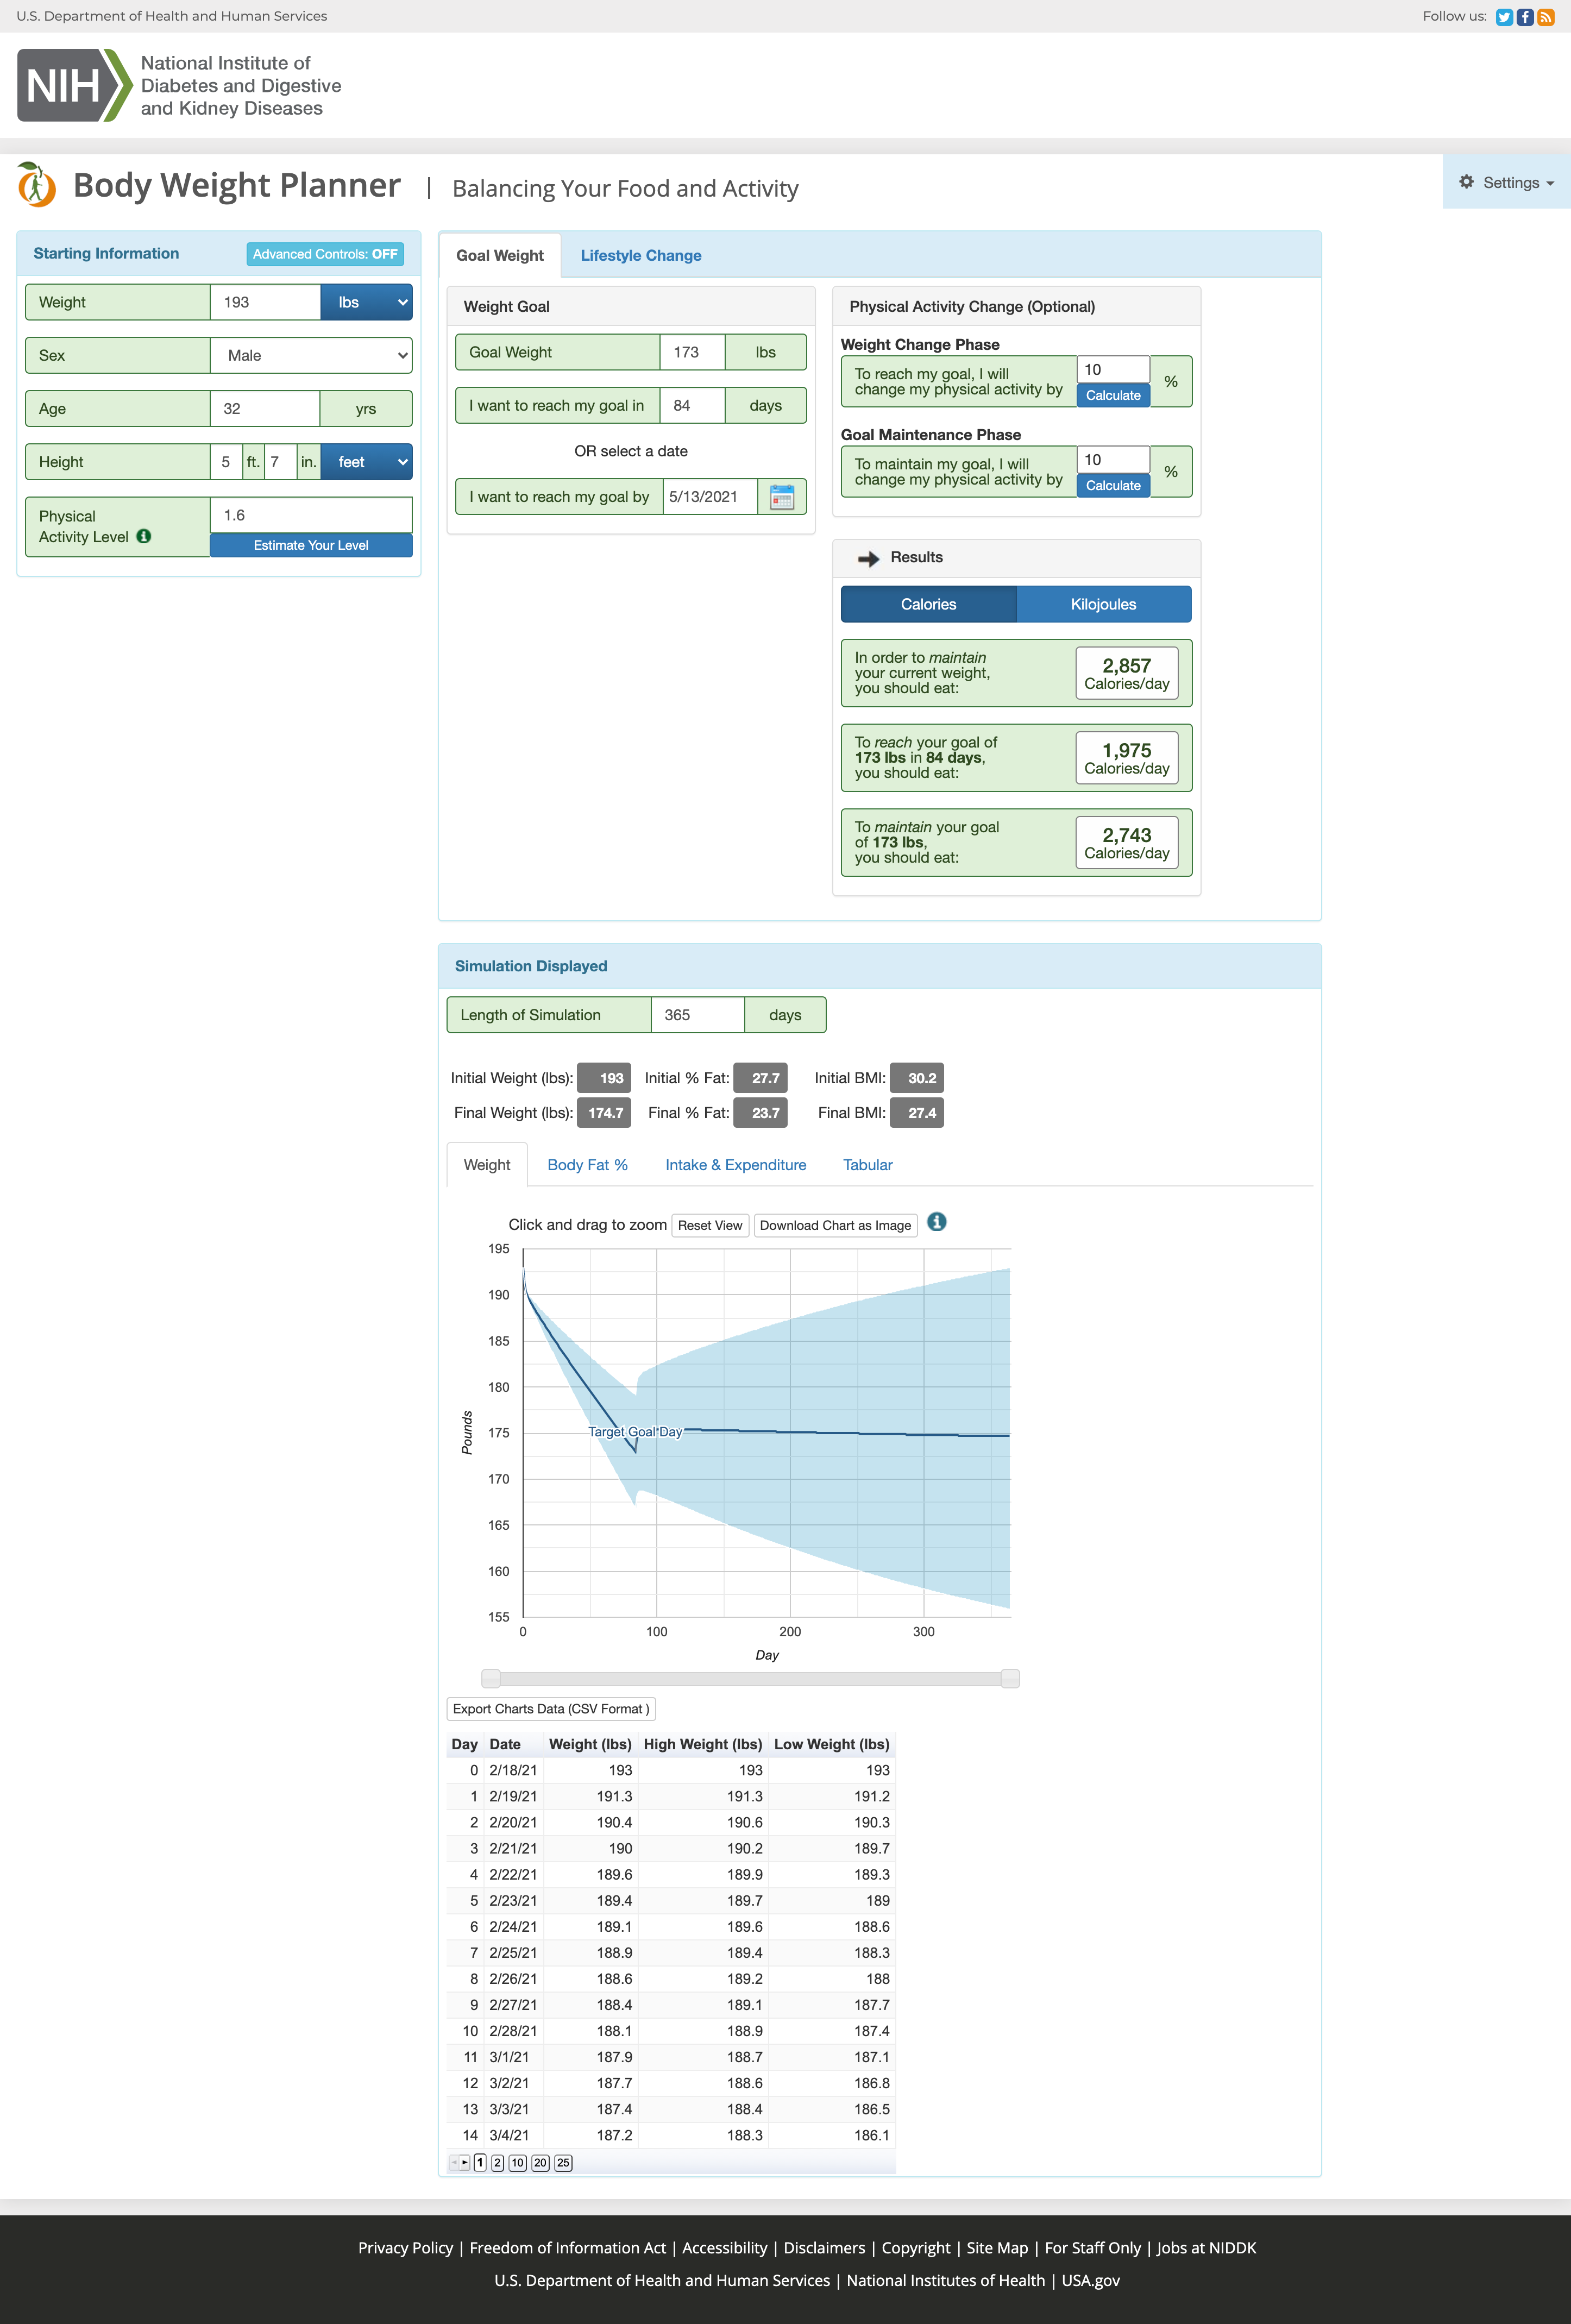 U.S. Department of Health and Human Services
Follow us:
NIH
National Institute of
Diabetes and Digestive
and Kidney Diseases
Body Weight Planner | Balancing Your Food and Activity
Settings
Starting Information
Advanced Controls: OFF
Weight 193 lbs
Sex Male
Age 32 yrs
Height 5 ft. 7 in. feet
Physical
Activity Level
1.6
Estimate Your Level
Goal Weight
Lifestyle Change
Weight Goal
Goal Weight 173 lbs
I want to reach my goal in 84 days
OR select a date
I want to reach my goal by 5/13/2021
Physical Activity Change (Optional)
Weight Change Phase
To reach my goal, I will
change my physical activity by
10
Calculate
%
Goal Maintenance Phase
To maintain my goal, I will
change my physical activity by
10
Calculate
%
Results
Calories
Kilojoules
In order to maintain
your current weight,
you should eat:
2,857
Calories/day
To reach your goal of
173 lbs in 84 days,
you should eat:
1,975
Calories/day
To maintain your goal
of 173 lbs,
you should eat:
2,743
Calories/day
Simulation Displayed
Length of Simulation 365 days
Initial Weight (lbs): 193 Initial % Fat: 27.7 Initial BMI: 30.2
Final Weight (lbs): 174.7 Final % Fat: 23.7 Final BMI: 27.4
Weight
Body Fat %
Intake & Expenditure
Tabular
Click and drag to zoom Reset View Download Chart as Image
195
190
185
180
175
170
165
160
155
Pounds
Target Goal Day
0 100 200 300
Day
Export Charts Data (CSV Format )
Day Date Weight (lbs) High Weight (lbs) Low Weight (lbs)
0 2/18/21 193 193 193
1 2/19/21 191.3 191.3 191.2
2 2/20/21 190.4 190.6 190.3
3 2/21/21 190 190.2 189.7
4 2/22/21 189.6 189.9 189.3
5 2/23/21 189.4 189.7 189
6 2/24/21 189.1 189.6 188.6
7 2/25/21 188.9 189.4 188.3
8 2/26/21 188.6 189.2 188
9 2/27/21 188.4 189.1 187.7
10 2/28/21 188.1 188.9 187.4
11 3/1/21 187.9 188.7 187.1
12 3/2/21 187.7 188.6 186.8
13 3/3/21 187.4 188.4 186.5
14 3/4/21 187.2 188.3 186.1
1 2 10 20 25
Privacy Policy | Freedom of Information Act | Accessibility | Disclaimers | Copyright | Site Map | For Staff Only | Jobs at NIDDK
U.S. Department of Health and Human Services | National Institutes of Health | USA.gov